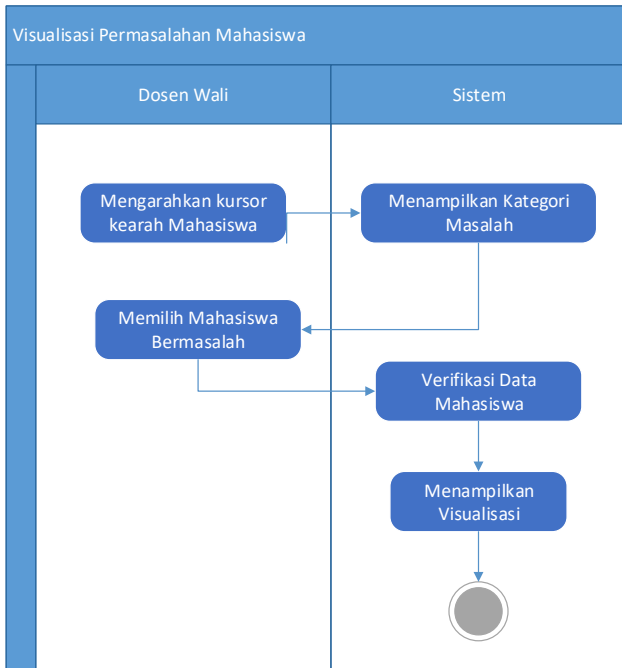 Visualisasi Permasalahan Mahasiswa
Dosen Wali
Sistem
Mengarahkan kursor
kearah Mahasiswa
Menampilkan Kategori
Masalah
Memilih Mahasiswa
Bermasalah
Verifikasi Data
Mahasiswa
Menampilkan
Visualisasi